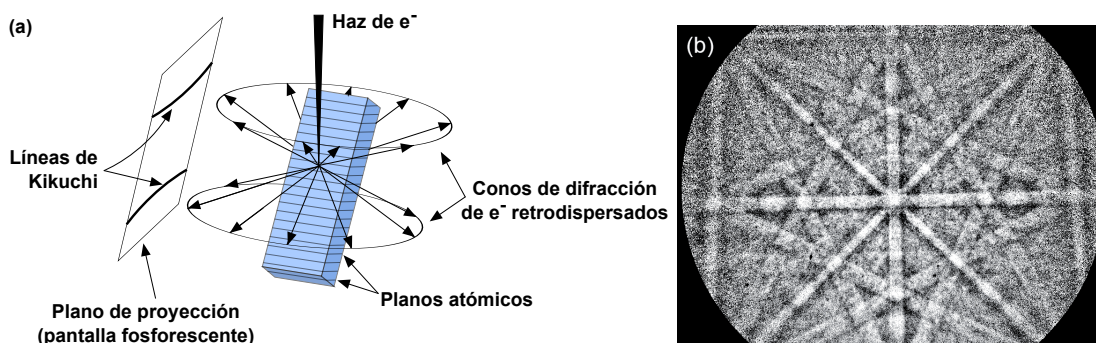 (a)
Haz de e-
Líneas de
Kikuchi
Conos de difracción
de e- retrodispersados
Planos atómicos
Plano de proyección
(pantalla fosforescente)
(b)